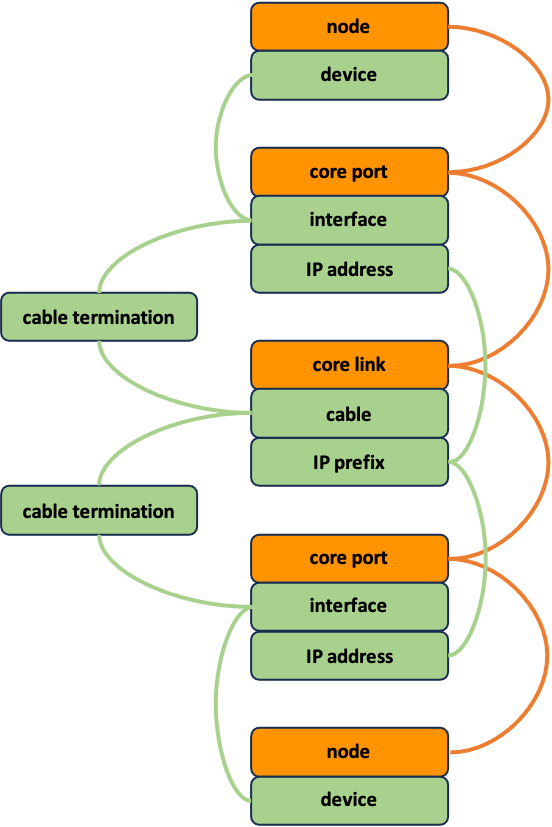 node
device
core port
interface
IP address
cable termination
core link
cable
IP prefix
cable termination
core port
interface
IP address
node
device